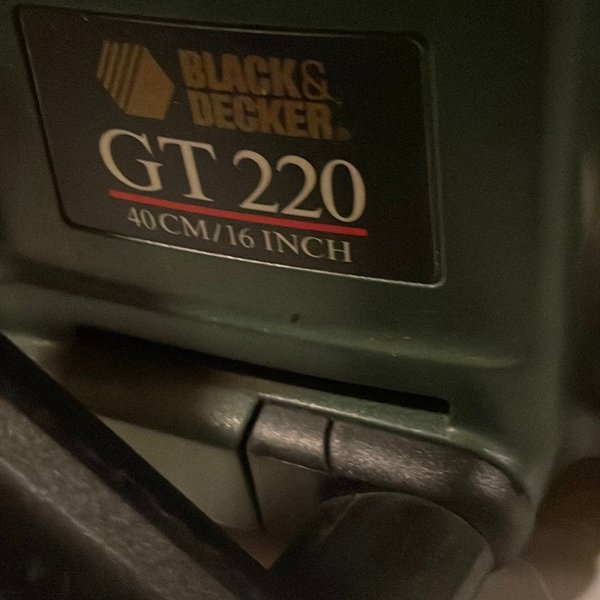 BLACK&
DECKER®
GT 220
40 CM/16 INCH